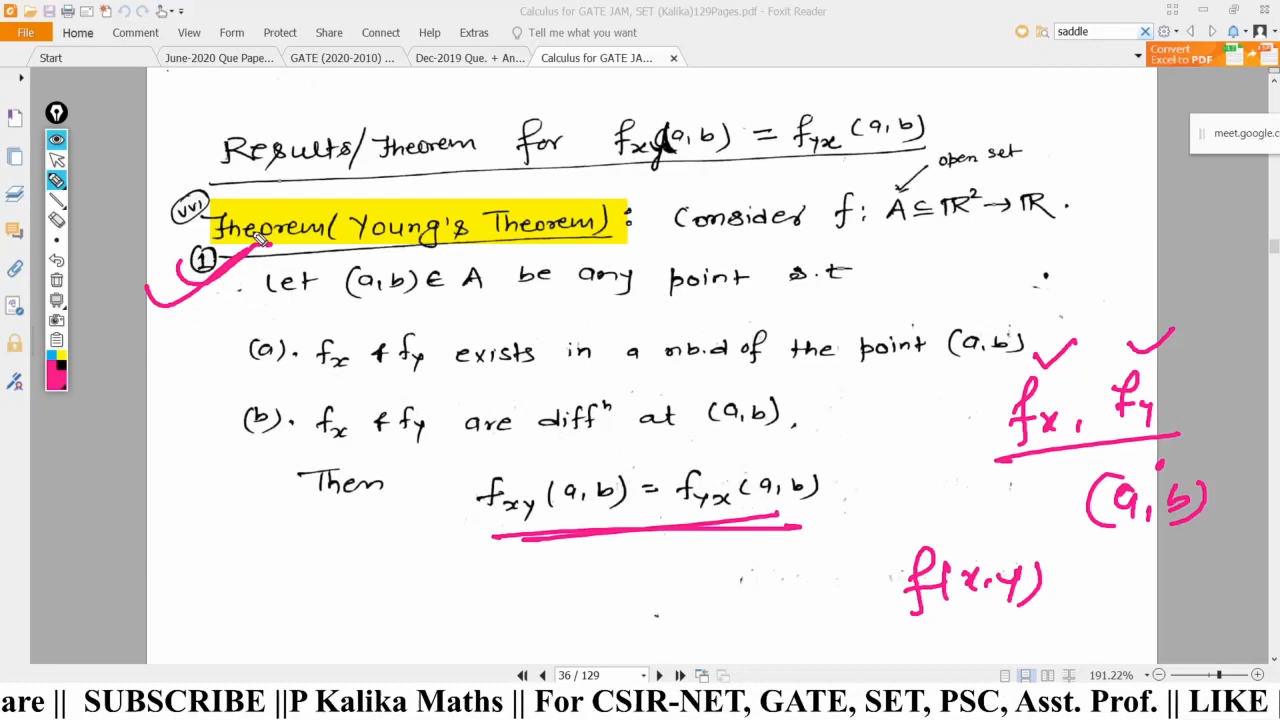 Calculus for GATE JAM, SET (Kalika)129Pages.pdf - Foxit Reader
File Home Comment View Form Protect Share Connect Help Extras Tell me what you want saddle
Start June-2020 Que Pape... GATE (2020-2010) ... Dec-2019 Que. + An... Calculus for GATE JA... Convert Excel to PDF
meet.google.c
Results/Theorem for fxy(a,b) = fyx(a,b)
open set
VVI Theorem(Young's Theorem): Consider f: A⊆ℝ²→ℝ.
① Let (a,b)∈ A be any point s.t
(a). fx & fy exists in a nb.d of the point (a,b)
(b). fx & fy are diffⁿ at (a,b).
fx, fy
(a,b)
Then fxy(a,b) = fyx(a,b)
f(x,y)
36 / 129 191.22%
are || SUBSCRIBE ||P Kalika Maths || For CSIR-NET, GATE, SET, PSC, Asst. Prof. || LIKE ||